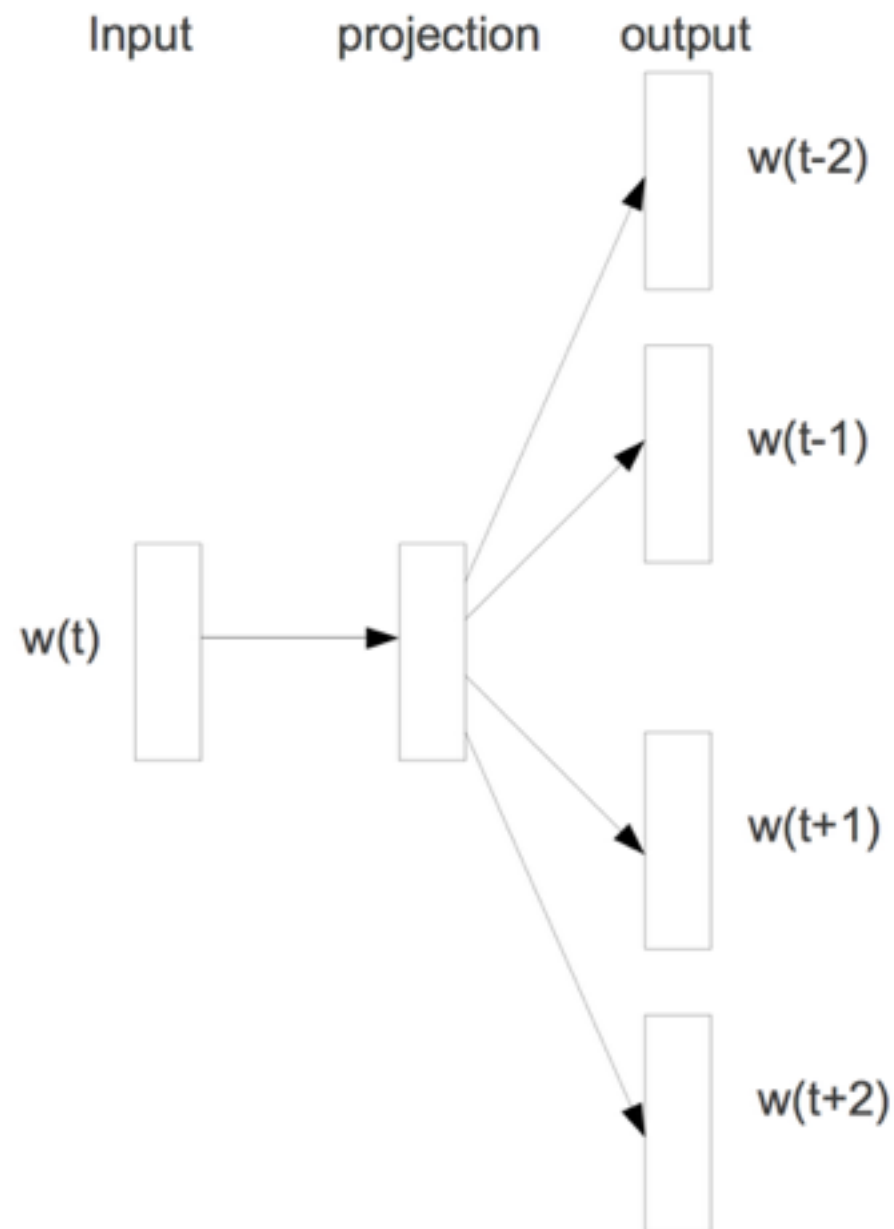 Input projection output
w(t-2)
w(t-1)
w(t)
w(t+1)
w(t+2)